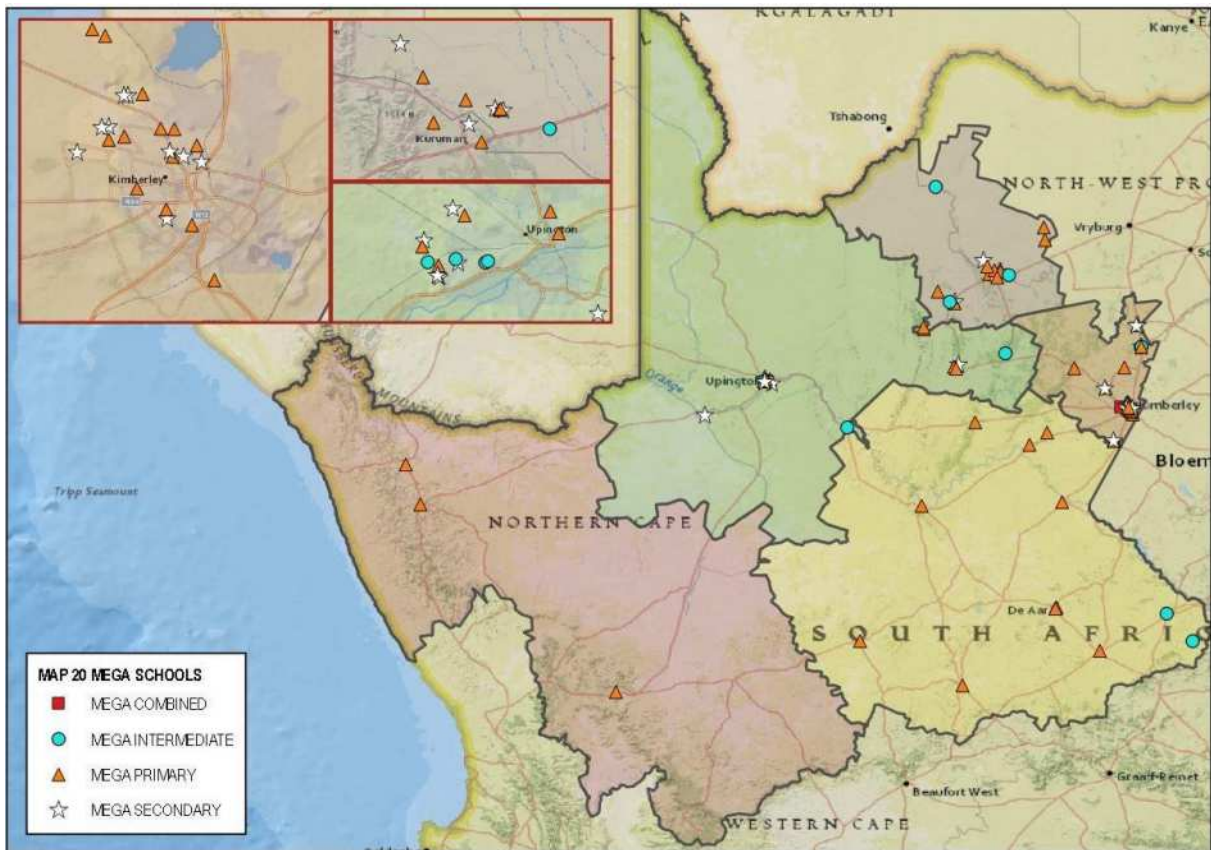 KGALAGADI
Kanye
Tshabong
NORTH-WEST PRO
Vryburg
Kuruman
Kimberley
Upington
Orange
Upington
MOUNTAINS
Bloem
Tripp Seamount
NORTHERN CAPE
De Aar
SOUTH AFRIC
MAP 20 MEGA SCHOOLS
MEGA COMBINED
MEGA INTERMEDIATE
MEGA PRIMARY
MEGA SECONDARY
Graaff-Reinet
Beaufort West
WESTERN CAPE